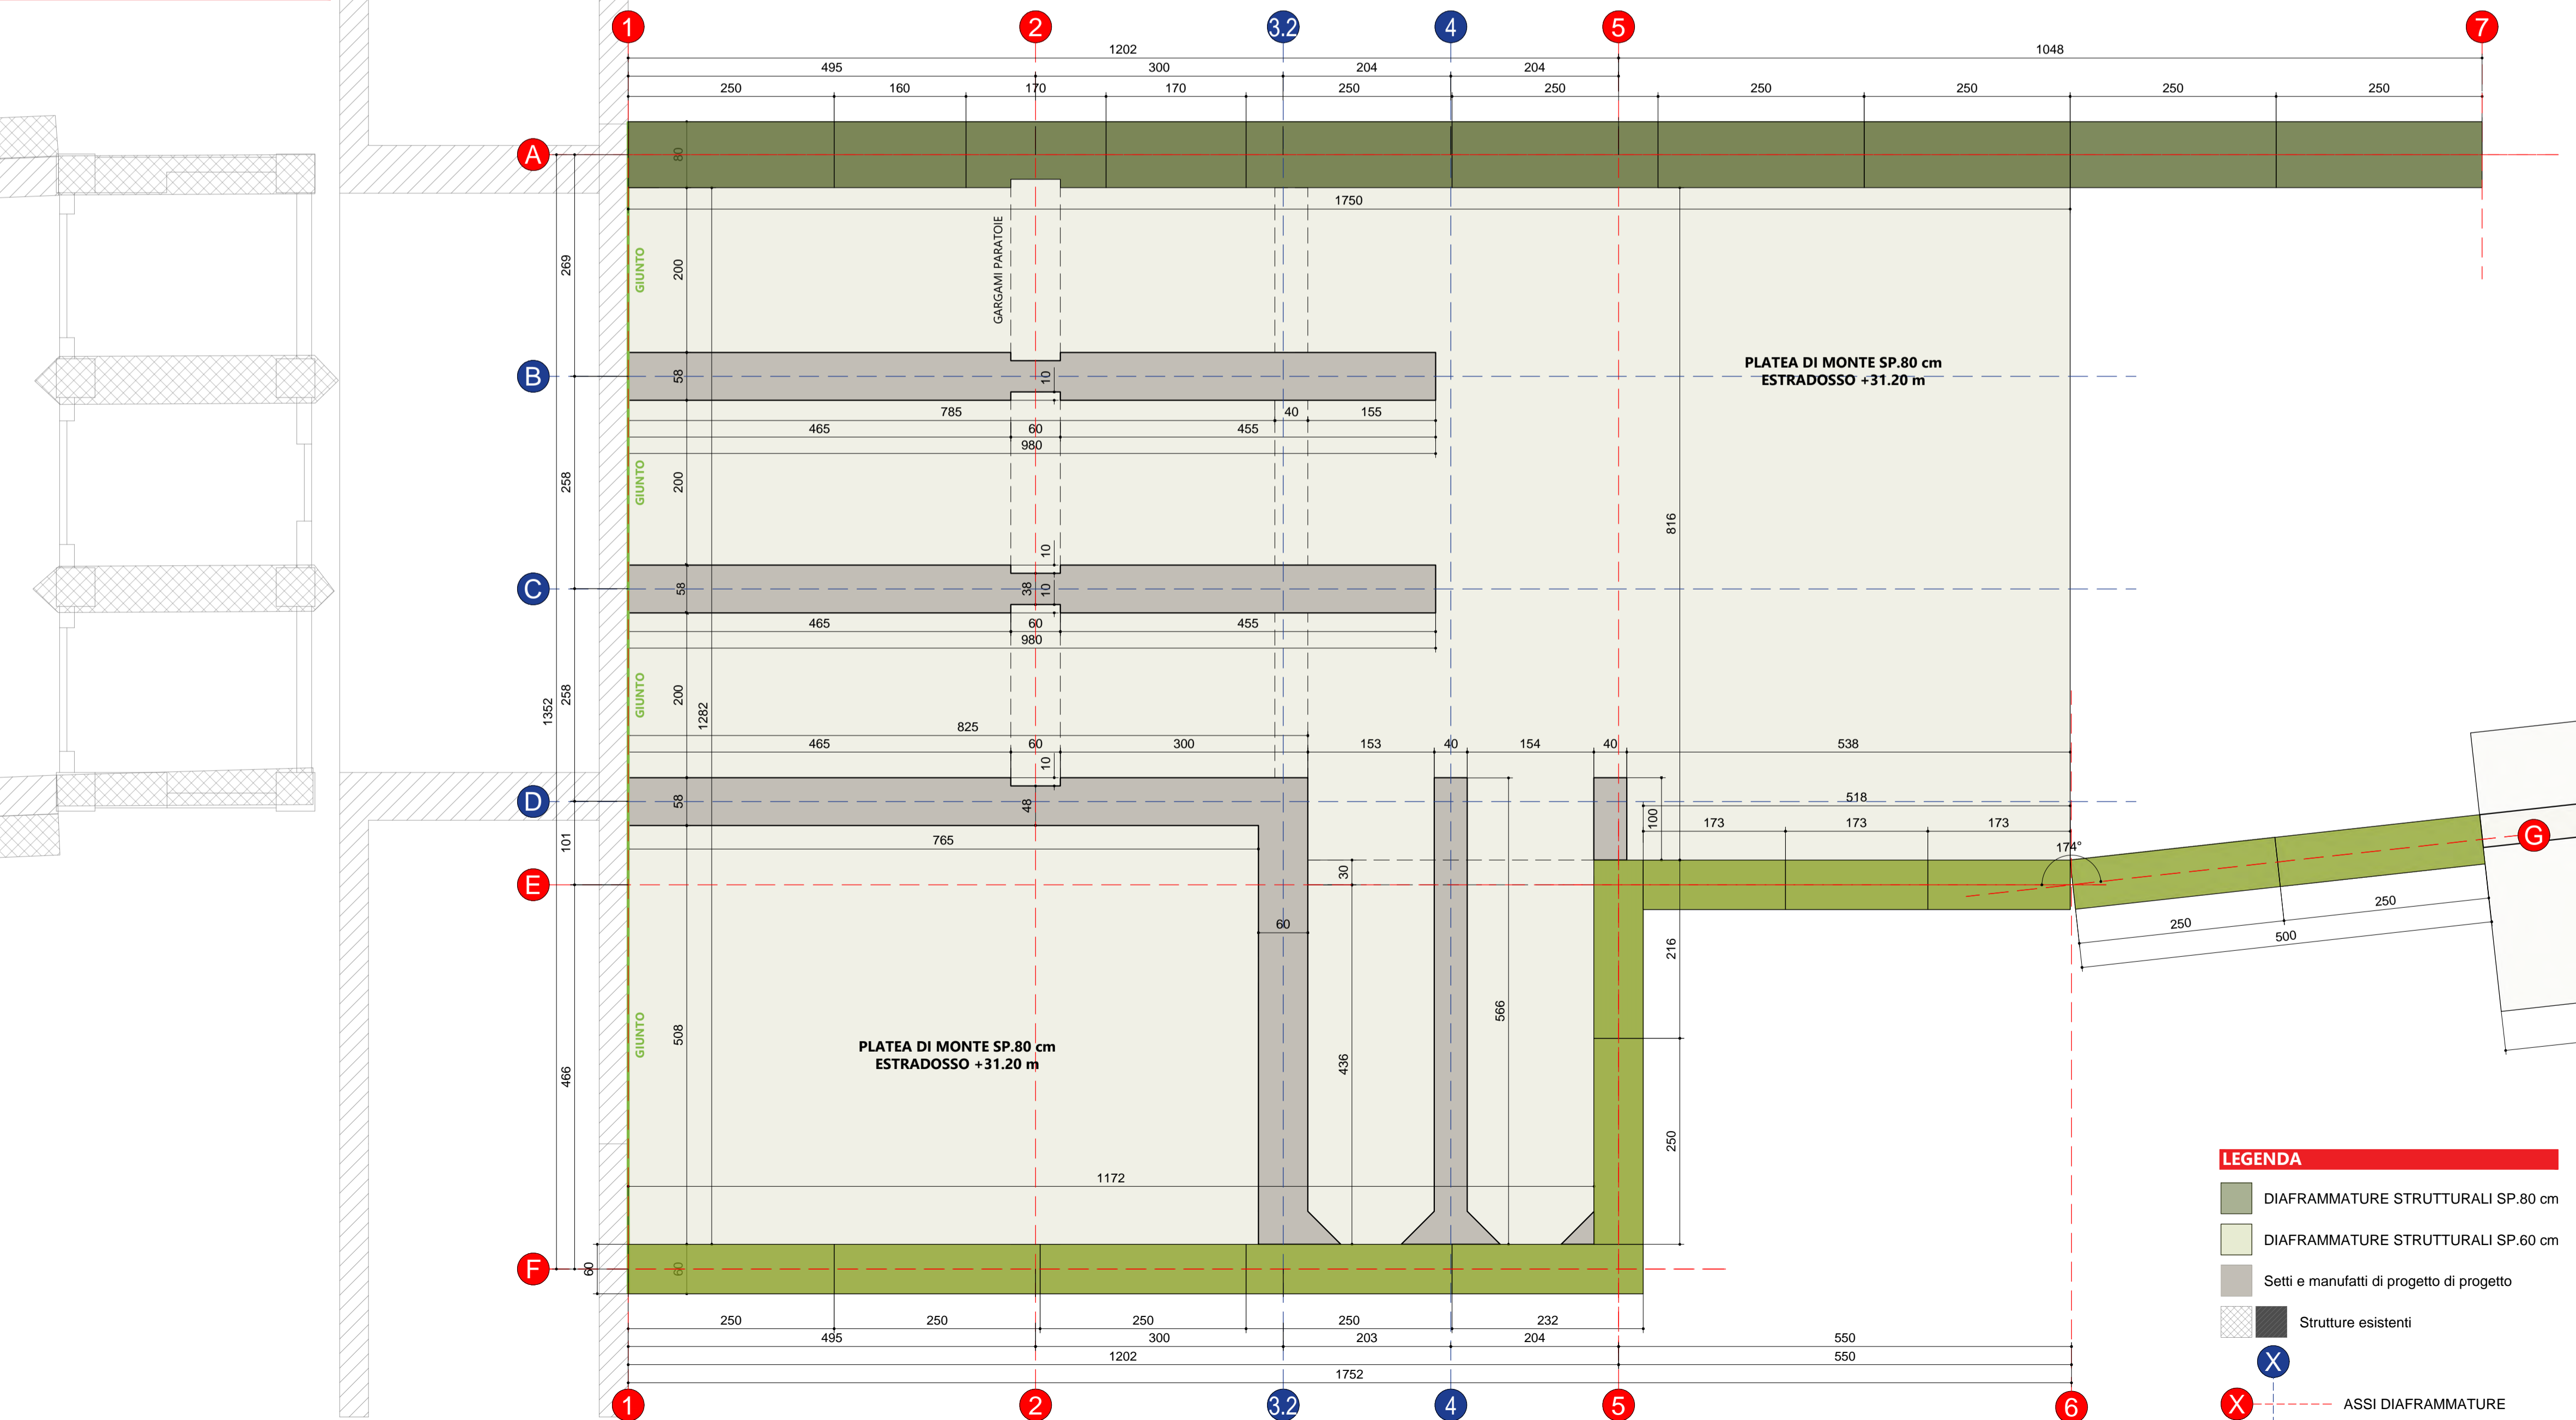 1 2 3.2 4 5 7
1202 1048
495 300 204 204
250 160 170 170 250 250 250 250 250 250
A
80
1750
GARGAMI PARATOIE
GIUNTO
200
269
B
58
10
PLATEA DI MONTE SP.80 cm
ESTRADOSSO +31.20 m
785 40 155
465 60 455
980
GIUNTO
200
258
816
10
C
58
38
10
465 60 455
980
GIUNTO
200
258
1352
1282
825
465 60 300 153 40 154 40 538
10
D
58
48
518
100
173 173 173
101
765
30
174°
G
E
60
250 250
500
216
566
436
GIUNTO
508
466
PLATEA DI MONTE SP.80 cm
ESTRADOSSO +31.20 m
250
1172
F
60
60
250 250 250 250 232
495 300 203 204 550
1202 550
1752
1 2 3.2 4 5 6
LEGENDA
DIAFRAMMATURE STRUTTURALI SP.80 cm
DIAFRAMMATURE STRUTTURALI SP.60 cm
Setti e manufatti di progetto di progetto
Strutture esistenti
X
X ASSI DIAFRAMMATURE